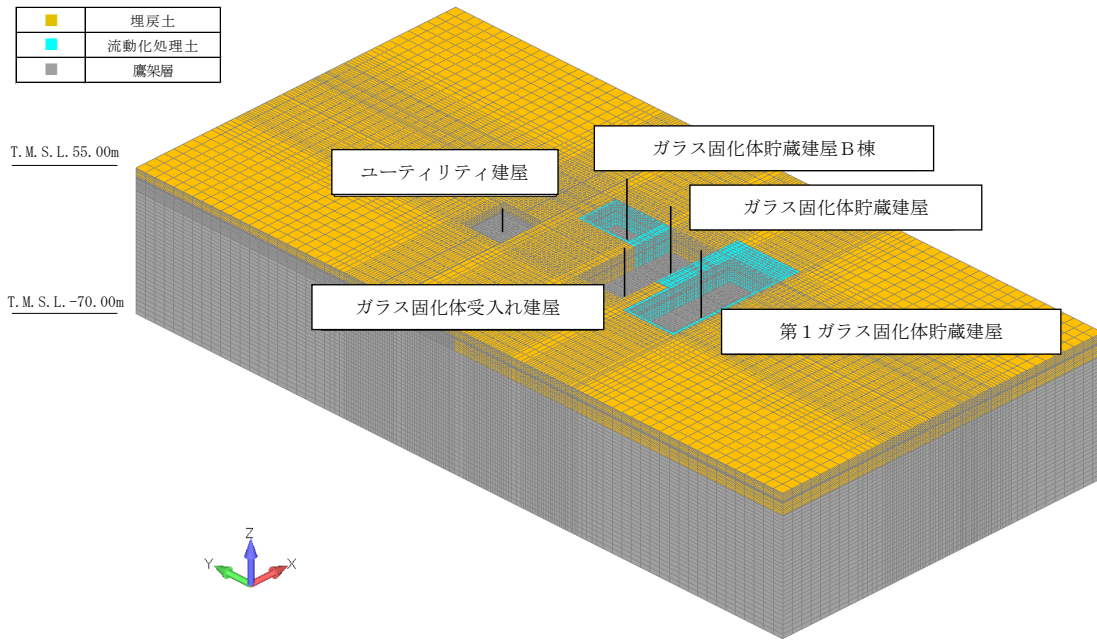 埋戻土
流動化処理土
鷹架層
T.M.S.L.55.00m
ガラス固化体貯蔵建屋Ｂ棟
ユーティリティ建屋
ガラス固化体貯蔵建屋
T.M.S.L.-70.00m
ガラス固化体受入れ建屋
第１ガラス固化体貯蔵建屋
Z
Y
X